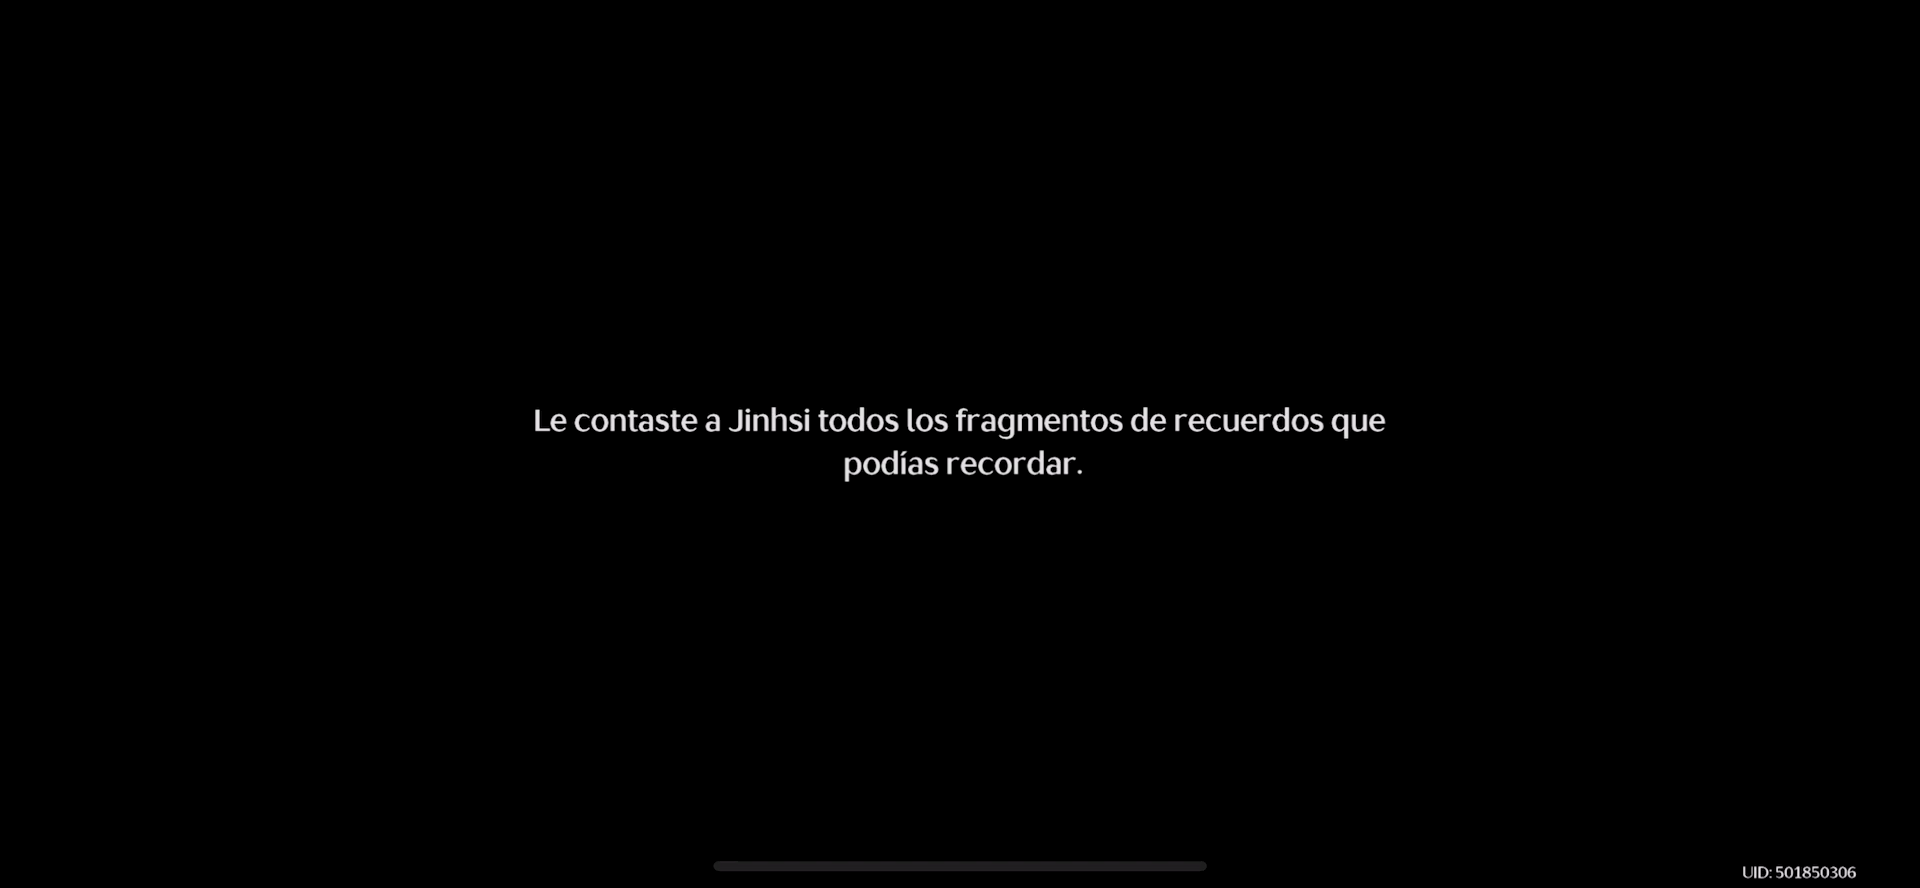 Le contaste a Jinhsi todos los fragmentos de recuerdos que
podías recordar.
UID: 501850306